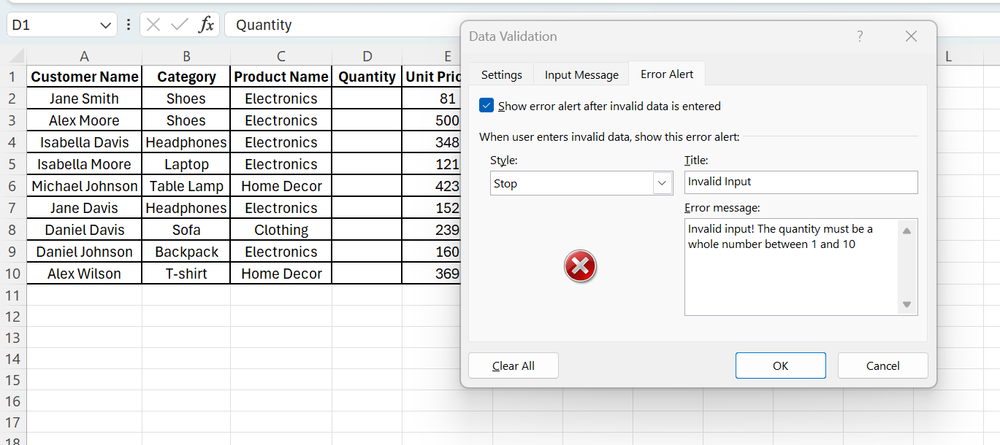 D1 fx Quantity
Data Validation ?
A B C D E L
1 Customer Name Category Product Name Quantity Unit Pric
2 Jane Smith Shoes Electronics 81
3 Alex Moore Shoes Electronics 500
4 Isabella Davis Headphones Electronics 348
5 Isabella Moore Laptop Electronics 121
6 Michael Johnson Table Lamp Home Decor 423
7 Jane Davis Headphones Electronics 152
8 Daniel Davis Sofa Clothing 239
9 Daniel Johnson Backpack Electronics 160
10 Alex Wilson T-shirt Home Decor 369
11
12
13
14
15
16
17
18
Settings Input Message Error Alert
Show error alert after invalid data is entered
When user enters invalid data, show this error alert:
Style: Title:
Stop Invalid Input
Error message:
Invalid input! The quantity must be a
whole number between 1 and 10
Clear All OK Cancel